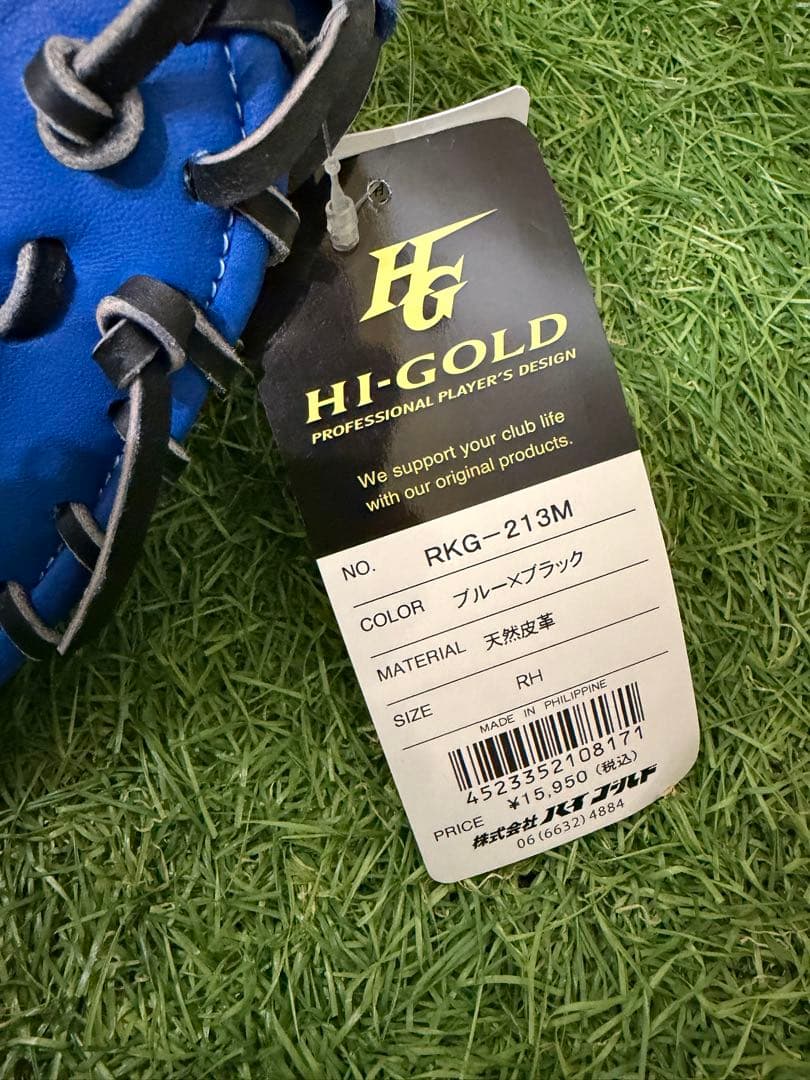 HG
HI-GOLD
PROFESSIONAL PLAYER'S DESIGN
We support your club life
with our original products.
NO. RKG-213M
COLOR ブルー×ブラック
MATERIAL 天然皮革
SIZE RH
MADE IN PHILIPPINE
4523352108171
PRICE ¥15,950 (税込)
株式会社 ハイゴールド
06(6632)4884